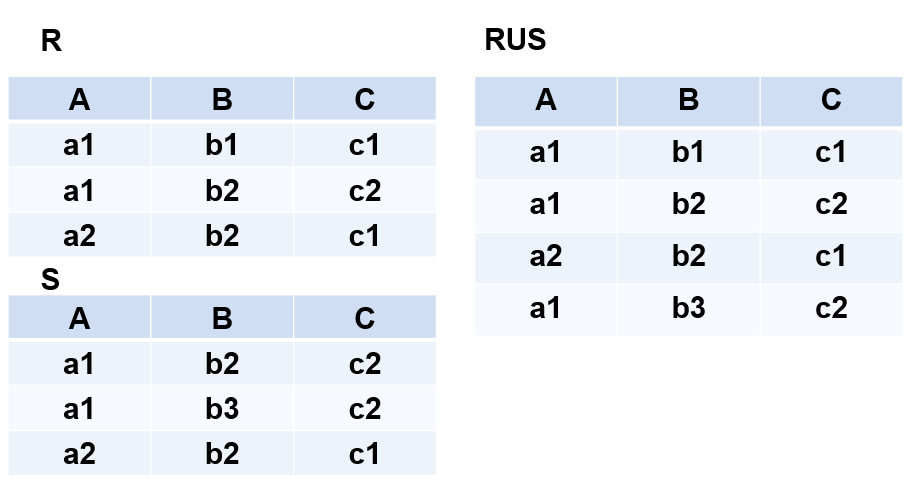 R
A B C
a1 b1 c1
a1 b2 c2
a2 b2 c1
S
A B C
a1 b2 c2
a1 b3 c2
a2 b2 c1
RUS
A B C
a1 b1 c1
a1 b2 c2
a2 b2 c1
a1 b3 c2